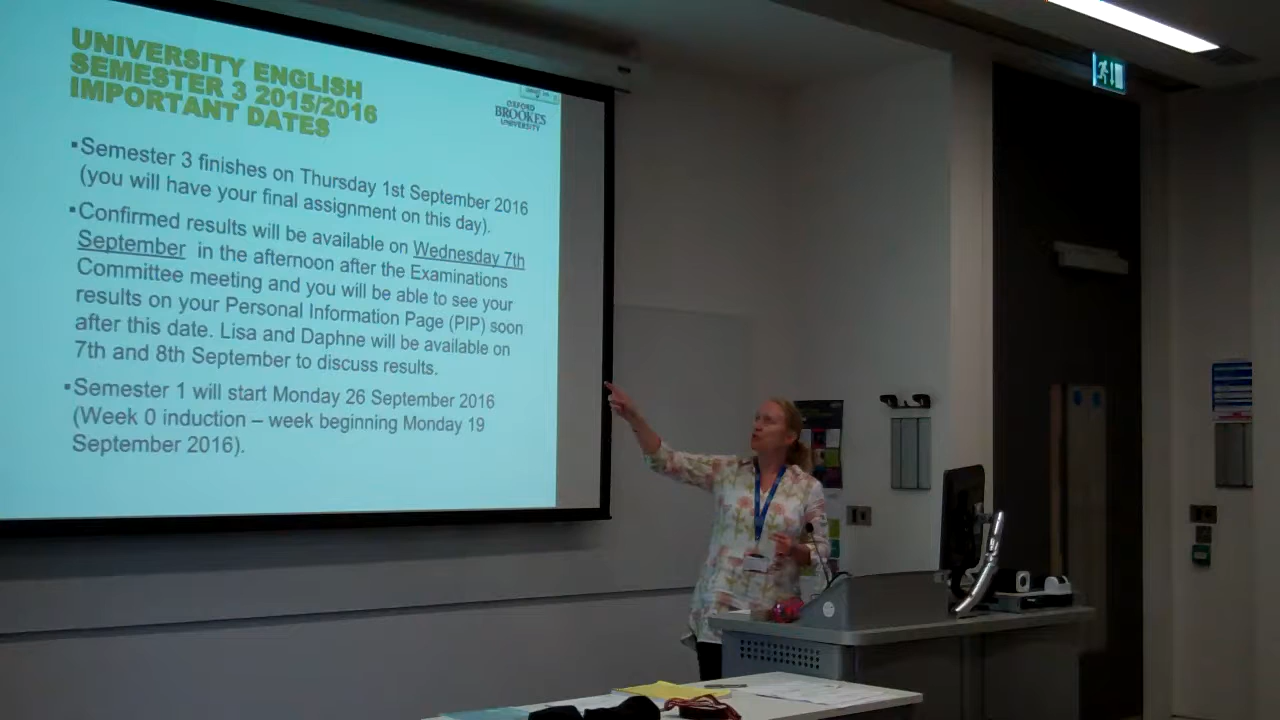 UNIVERSITY ENGLISH
SEMESTER 3 2015/2016
IMPORTANT DATES
OXFORD
BROOKES
UNIVERSITY
▪Semester 3 finishes on Thursday 1st September 2016
(you will have your final assignment on this day).
▪Confirmed results will be available on Wednesday 7th
September in the afternoon after the Examinations
Committee meeting and you will be able to see your
results on your Personal Information Page (PIP) soon
after this date. Lisa and Daphne will be available on
7th and 8th September to discuss results.
▪Semester 1 will start Monday 26 September 2016
(Week 0 induction – week beginning Monday 19
September 2016).